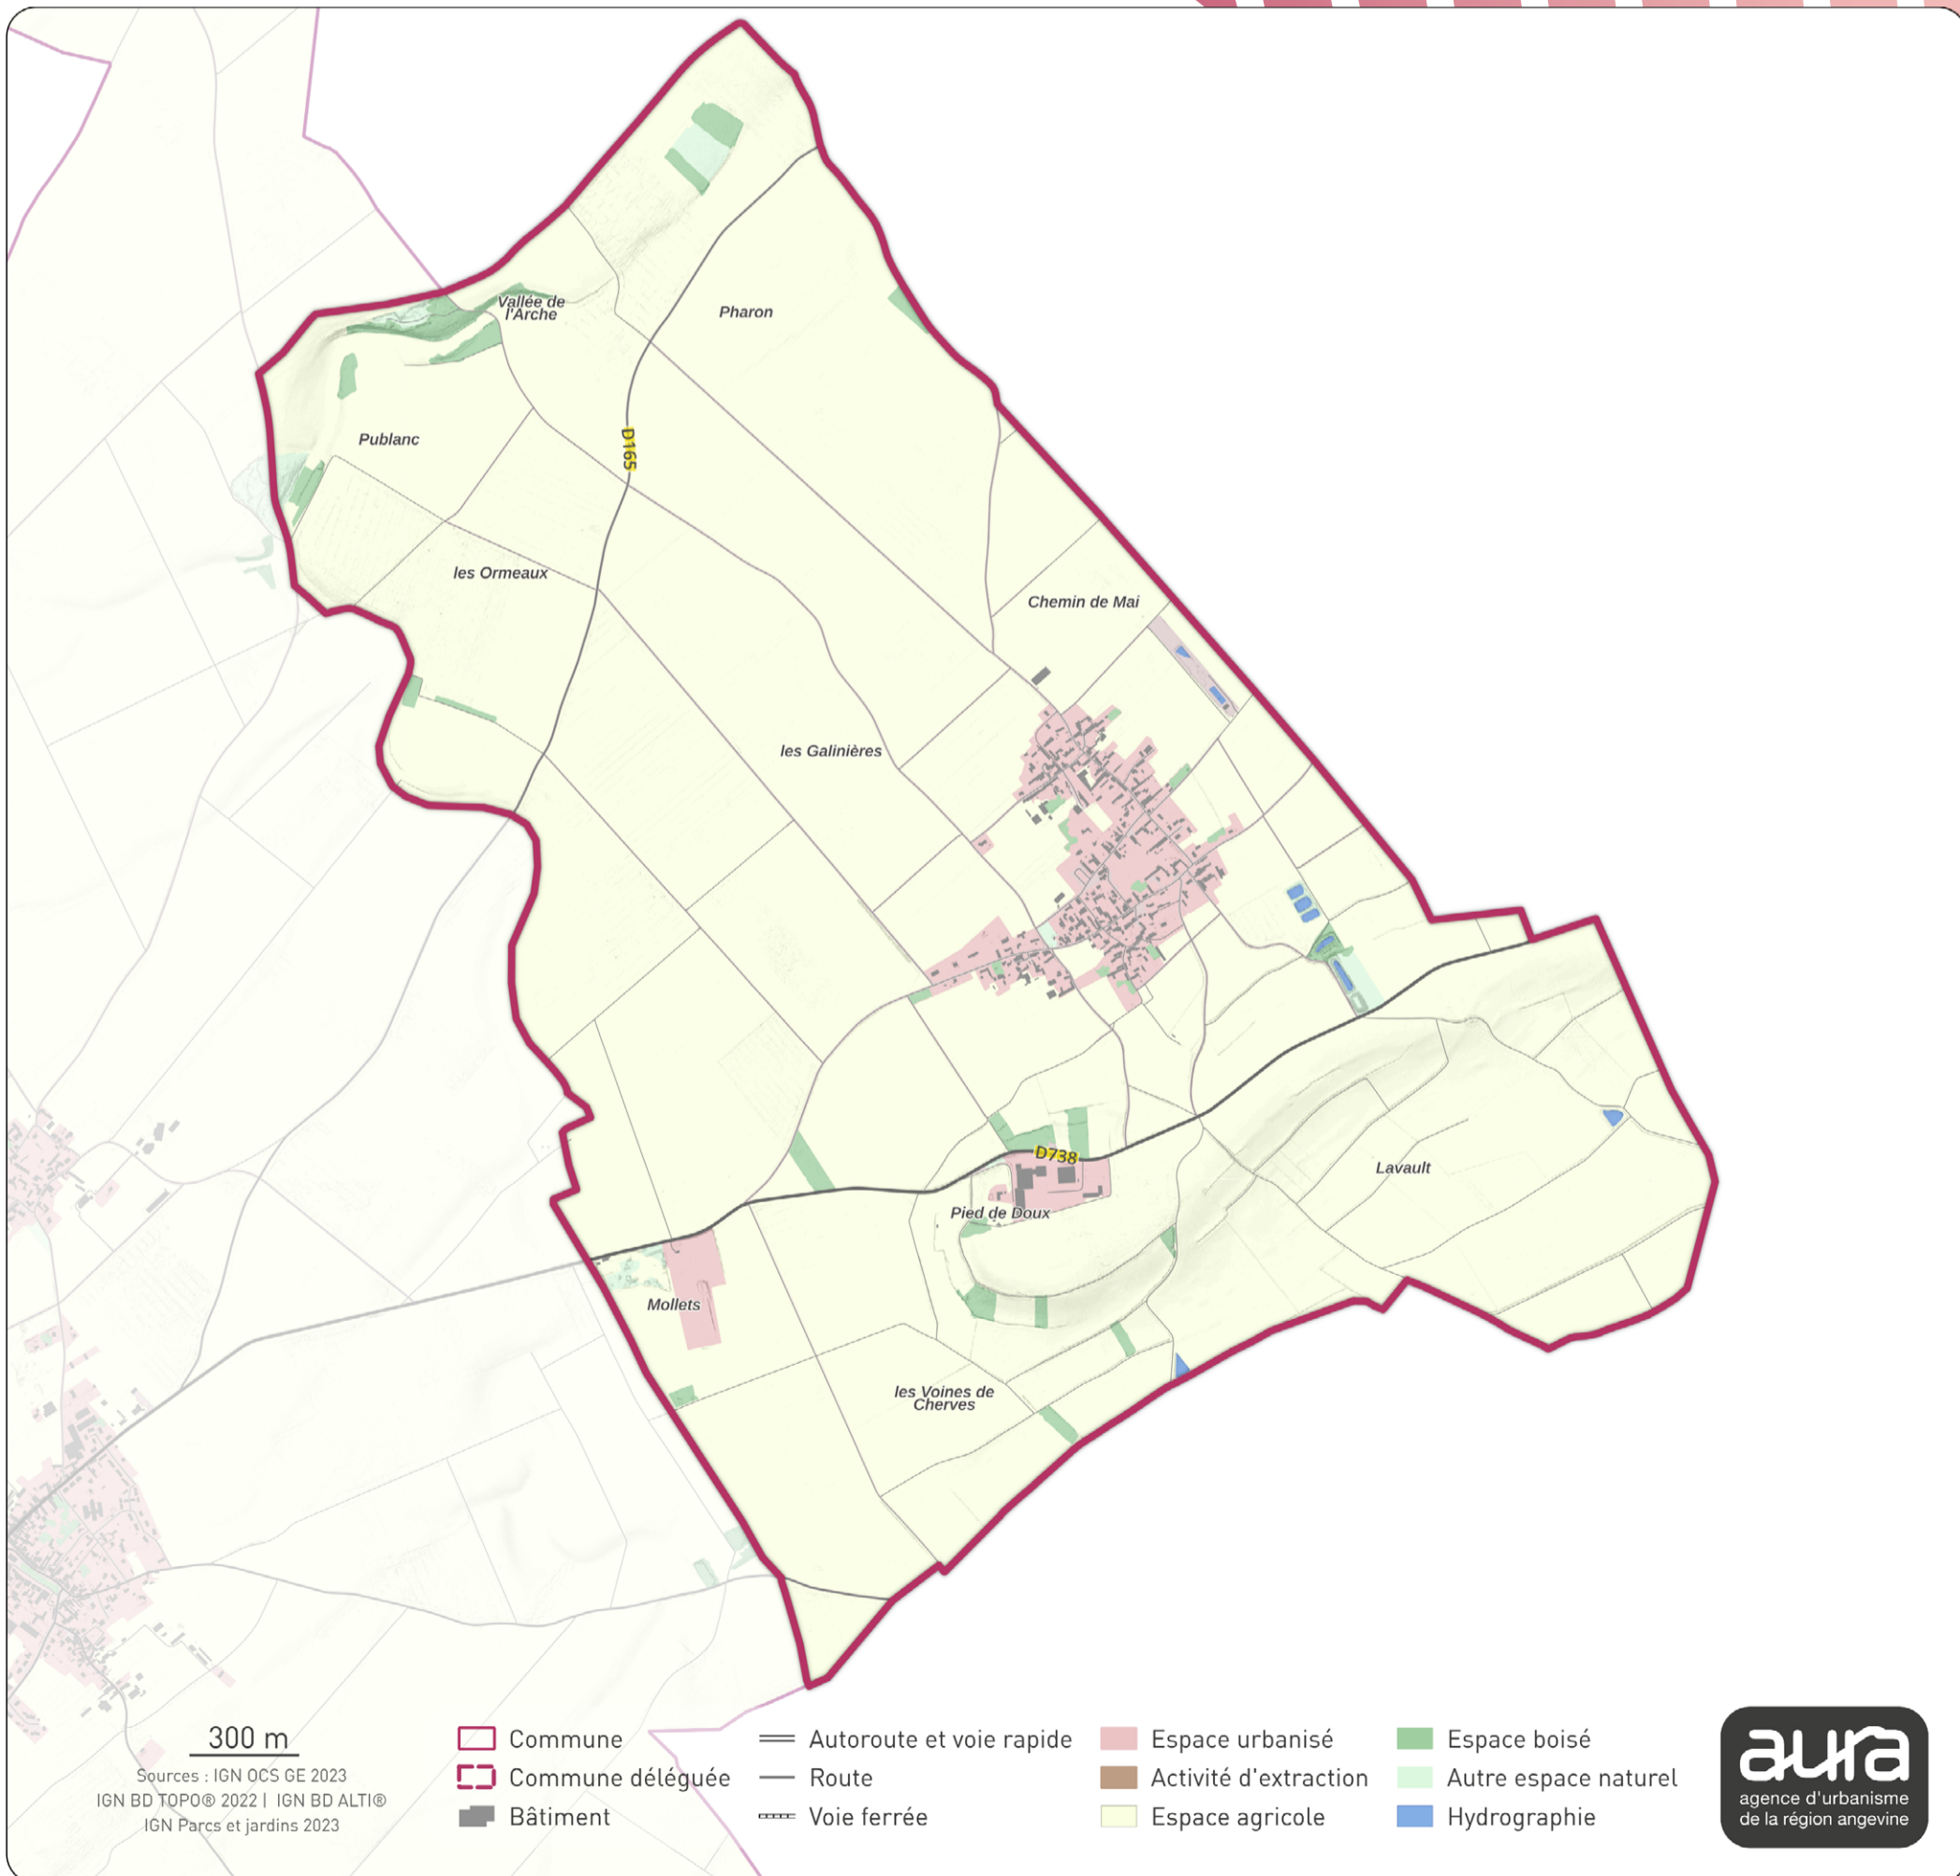 Vallée de
l'Arche
Pharon
Publanc
D165
les Ormeaux
Chemin de Mai
les Galinières
D738
Lavault
Pied de Doux
Mollets
les Voines de
Cherves
300 m
Sources : IGN OCS GE 2023
IGN BD TOPO® 2022 | IGN BD ALTI®
IGN Parcs et jardins 2023
Commune
Commune déléguée
Bâtiment
Autoroute et voie rapide
Route
Voie ferrée
Espace urbanisé
Activité d'extraction
Espace agricole
Espace boisé
Autre espace naturel
Hydrographie
aura
agence d'urbanisme
de la région angevine